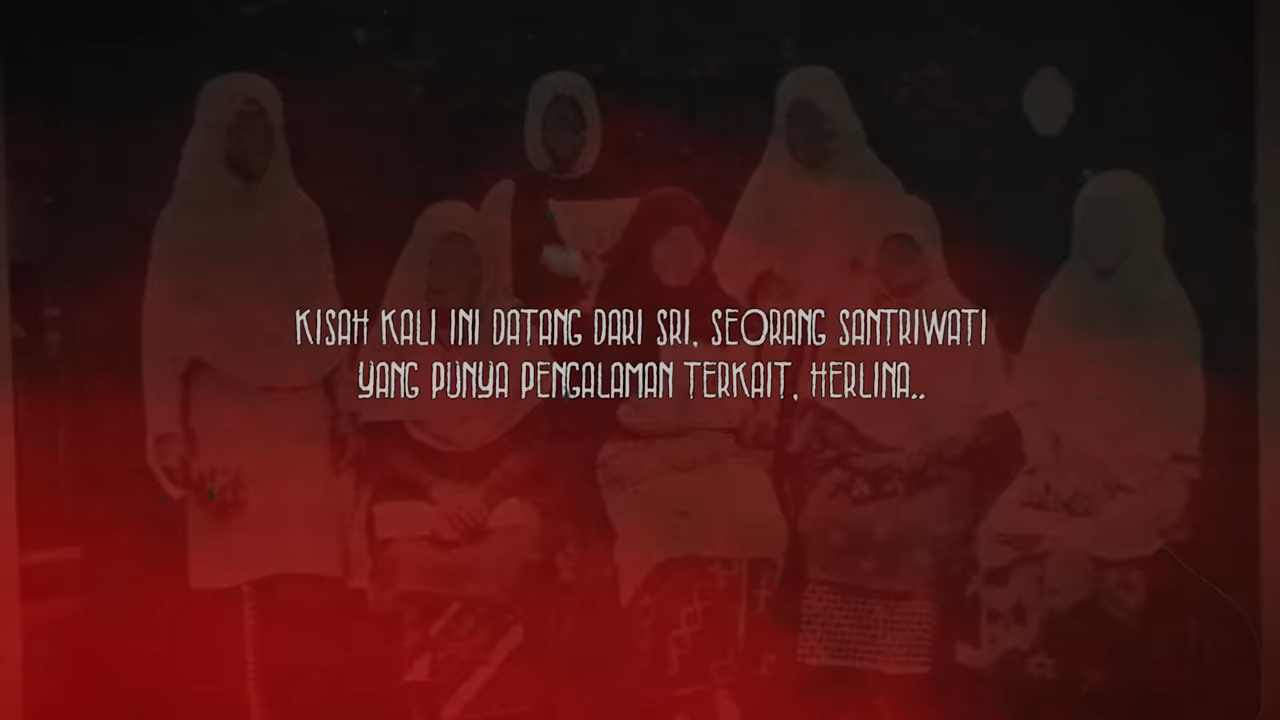 KISAH KALI INI DATANG DARI SRI, SEORANG SANTRIWATI
YANG PUNYA PENGALAMAN TERKAIT, HERLINA..